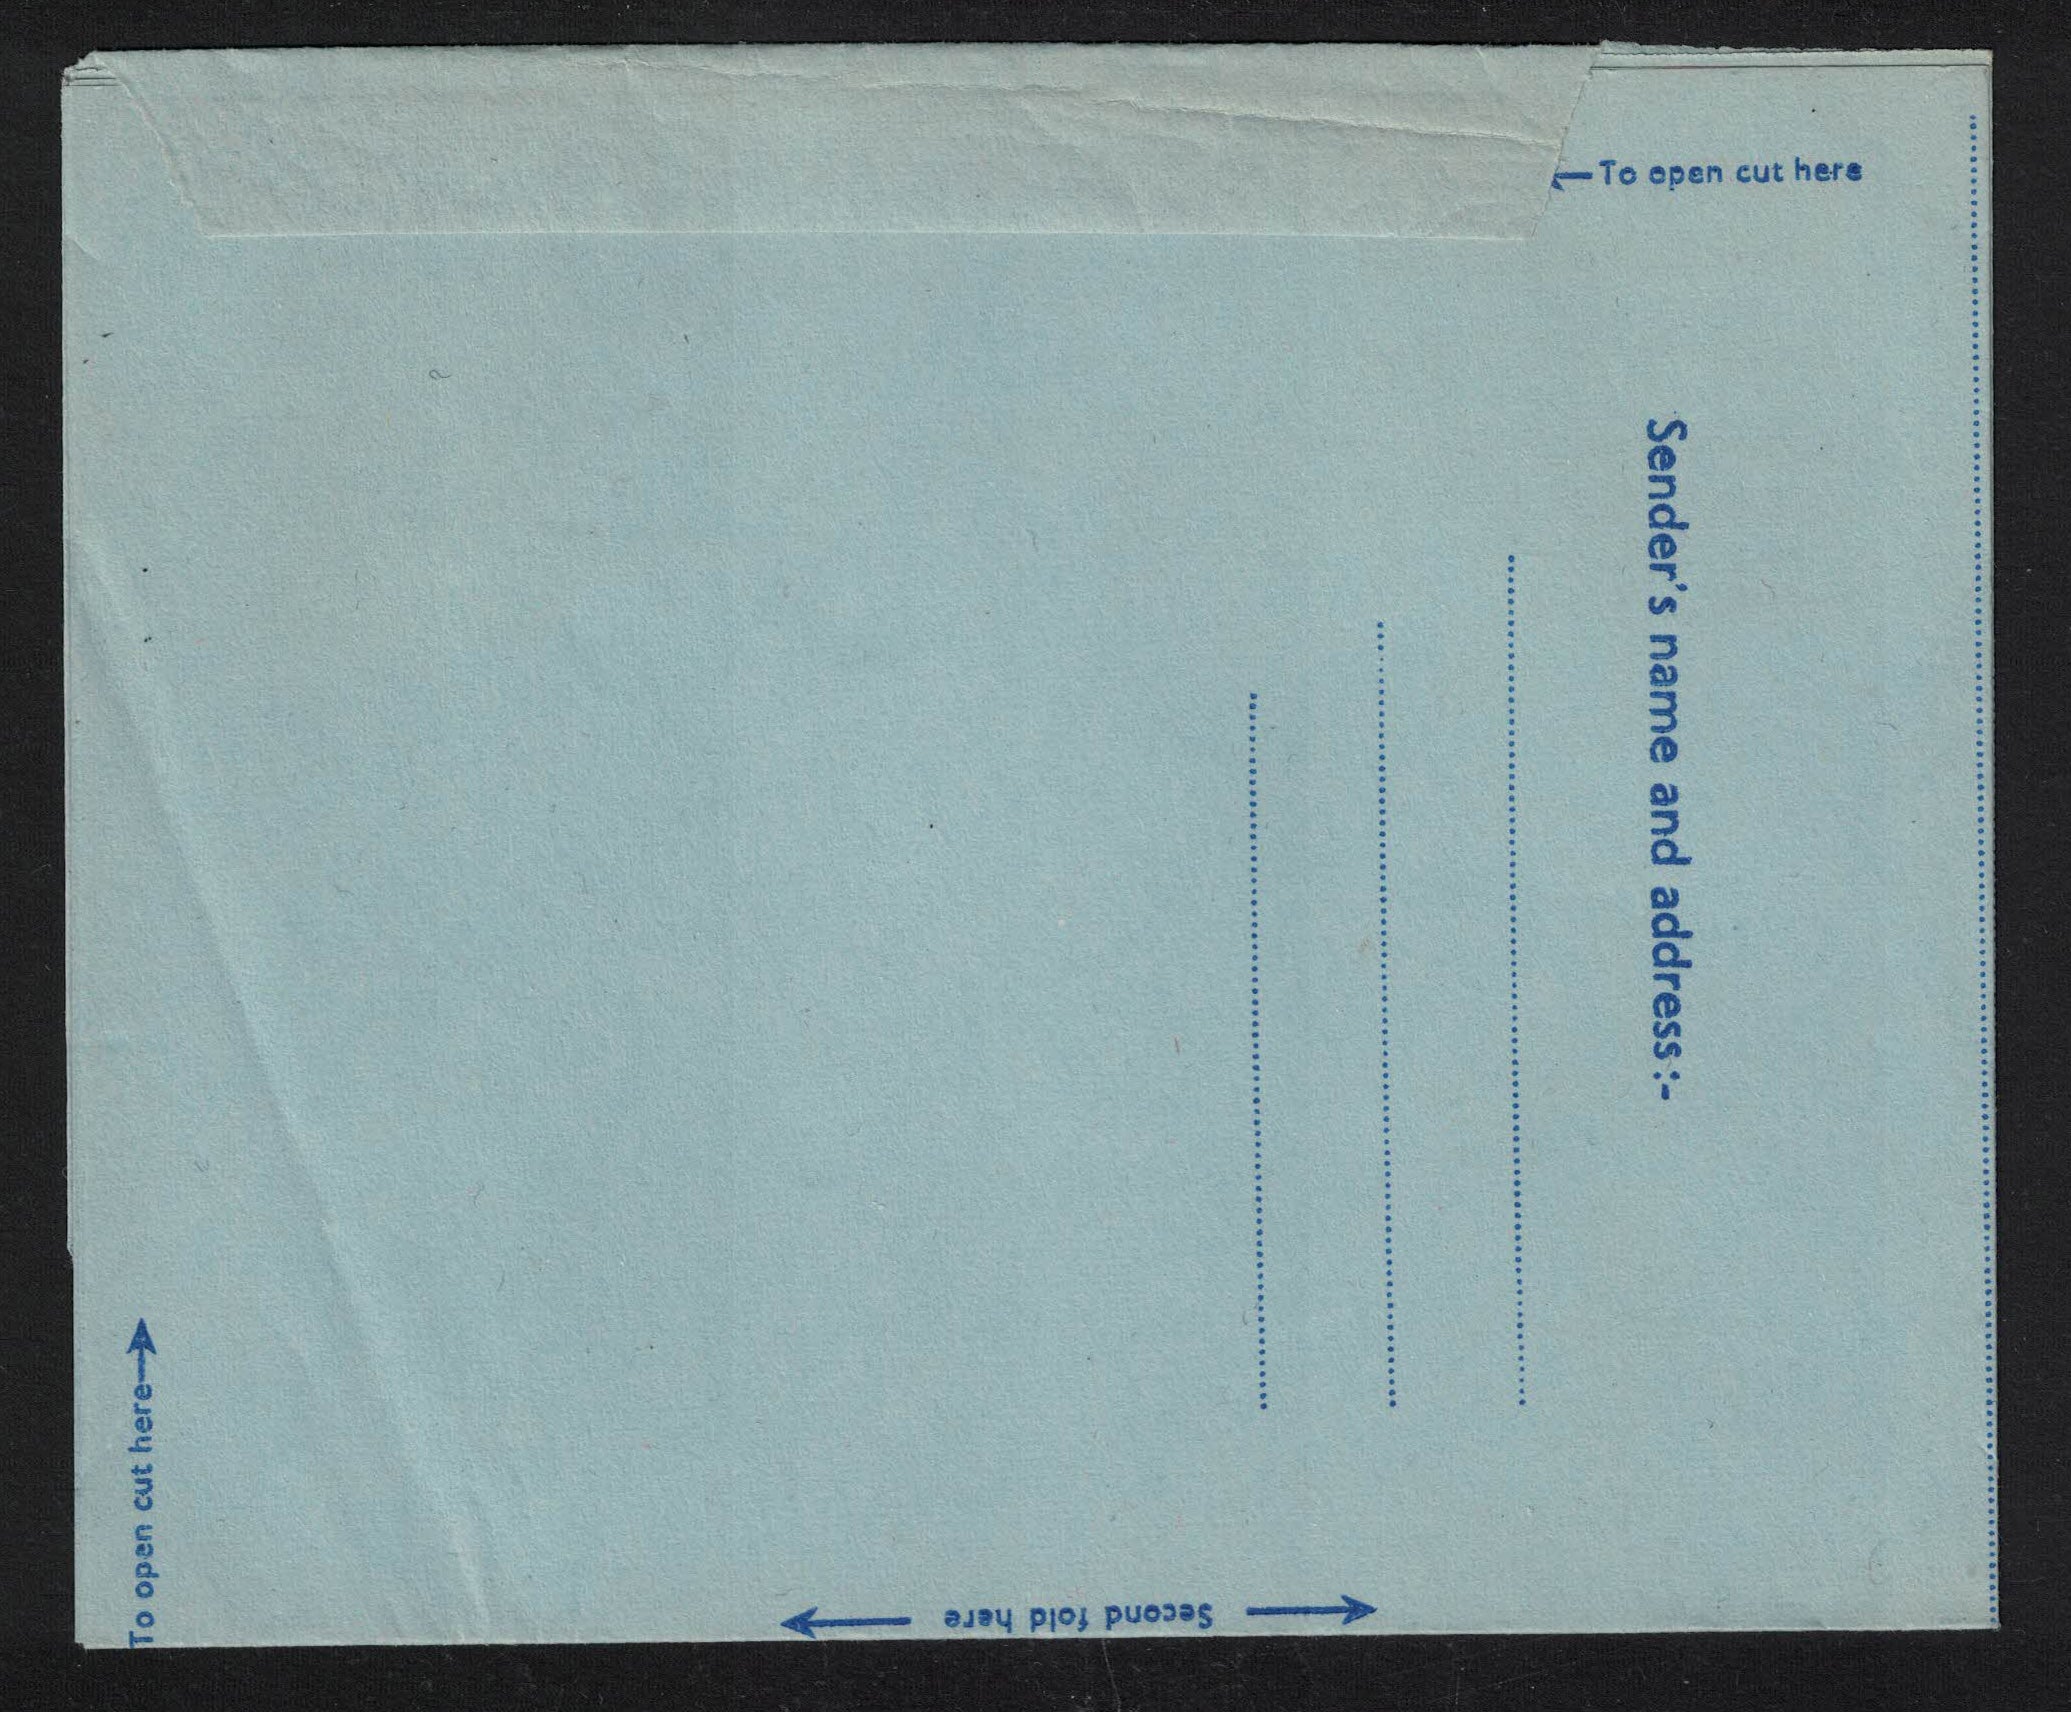 To open cut here
Sender's name and address:-
To open cut here
Second fold here